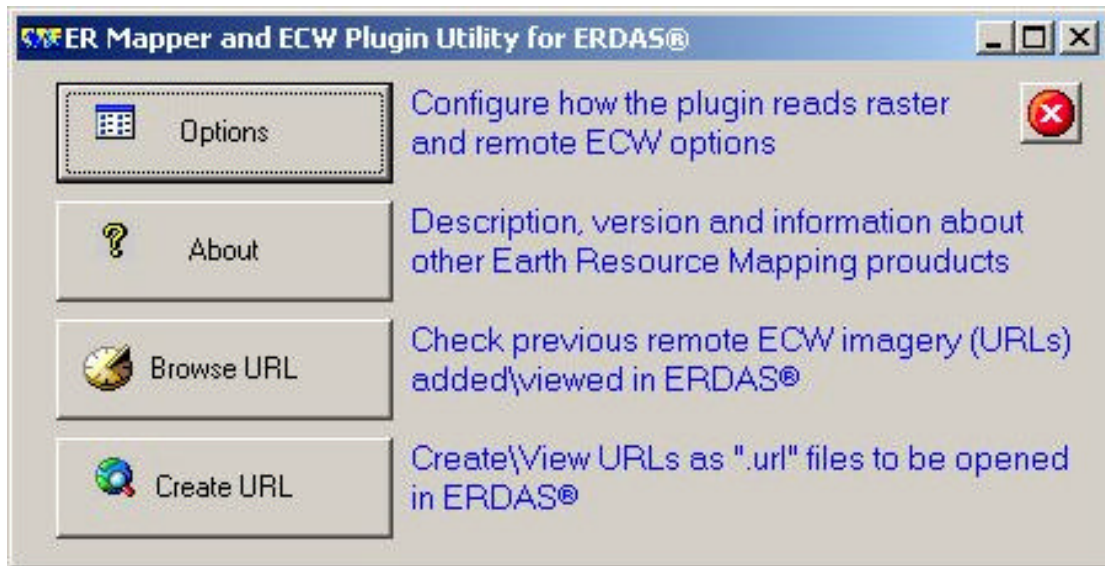 ER Mapper and ECW Plugin Utility for ERDAS®
Options
Configure how the plugin reads raster
and remote ECW options
About
Description, version and information about
other Earth Resource Mapping prouducts
Browse URL
Check previous remote ECW imagery (URLs)
added\viewed in ERDAS®
Create URL
Create\View URLs as ".url" files to be opened
in ERDAS®